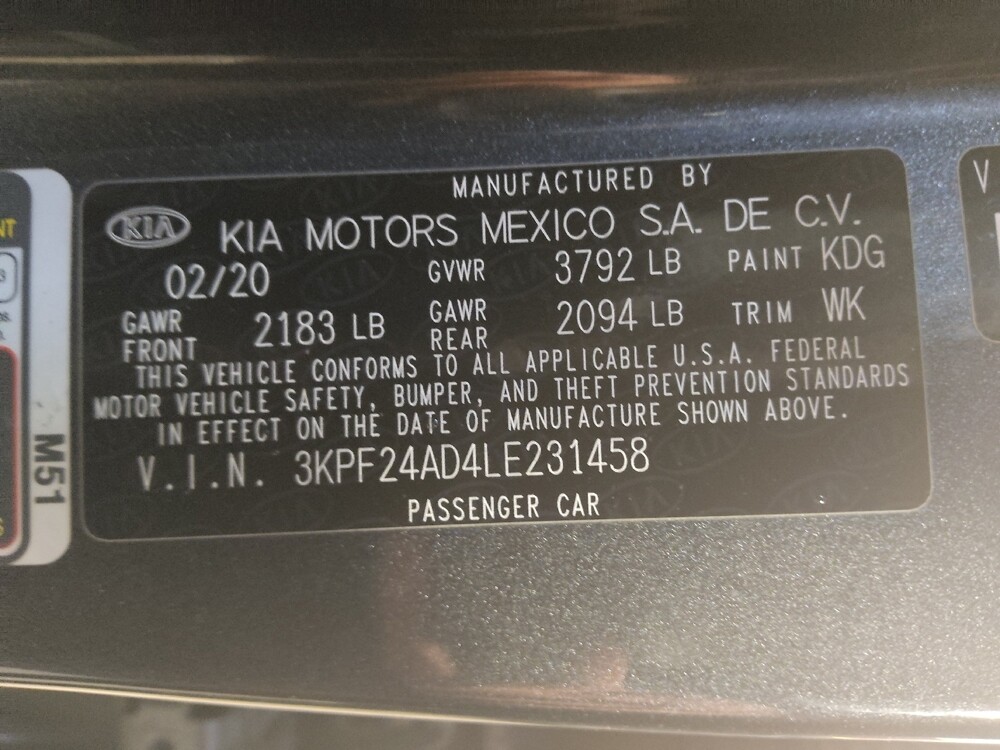 MANUFACTURED BY
KIA KIA MOTORS MEXICO S.A. DE C.V.
02/20 GVWR 3792 LB PAINT KDG
GAWR FRONT 2183 LB GAWR REAR 2094 LB TRIM WK
THIS VEHICLE CONFORMS TO ALL APPLICABLE U.S.A. FEDERAL
MOTOR VEHICLE SAFETY, BUMPER, AND THEFT PREVENTION STANDARDS
IN EFFECT ON THE DATE OF MANUFACTURE SHOWN ABOVE.
V.I.N. 3KPF24AD4LE231458
PASSENGER CAR
M51